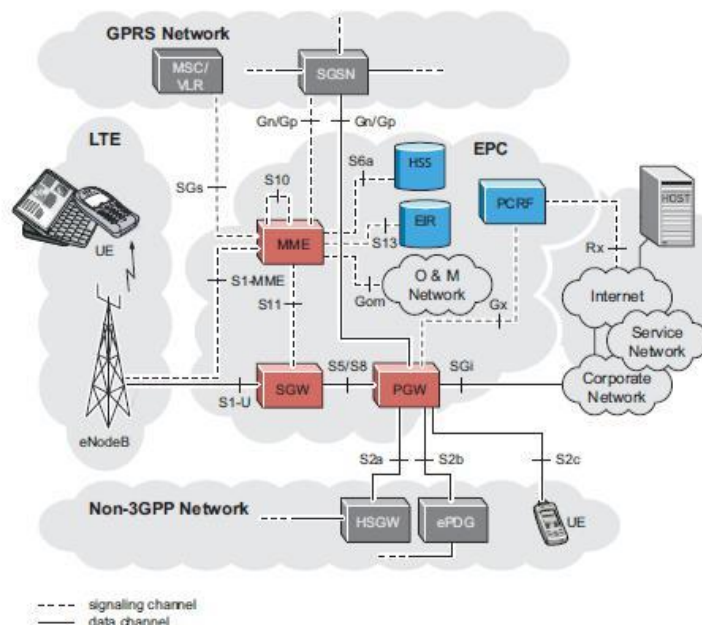 GPRS Network
MSC/
VLR
SGSN
Gn/Gp
Gn/Gp
LTE
EPC
S6a
HSS
S10
SGs
PCRF
HOST
EIR
UE
MME
S13
Rx
S1-MME
O & M
Network
Internet
S11
Gom
Gx
Service
Network
S5/S8
SGi
SGW
PGW
Corporate
Network
S1-U
eNodeB
S2a
S2b
S2c
Non-3GPP Network
HSGW
ePDG
UE
signaling channel
data channel